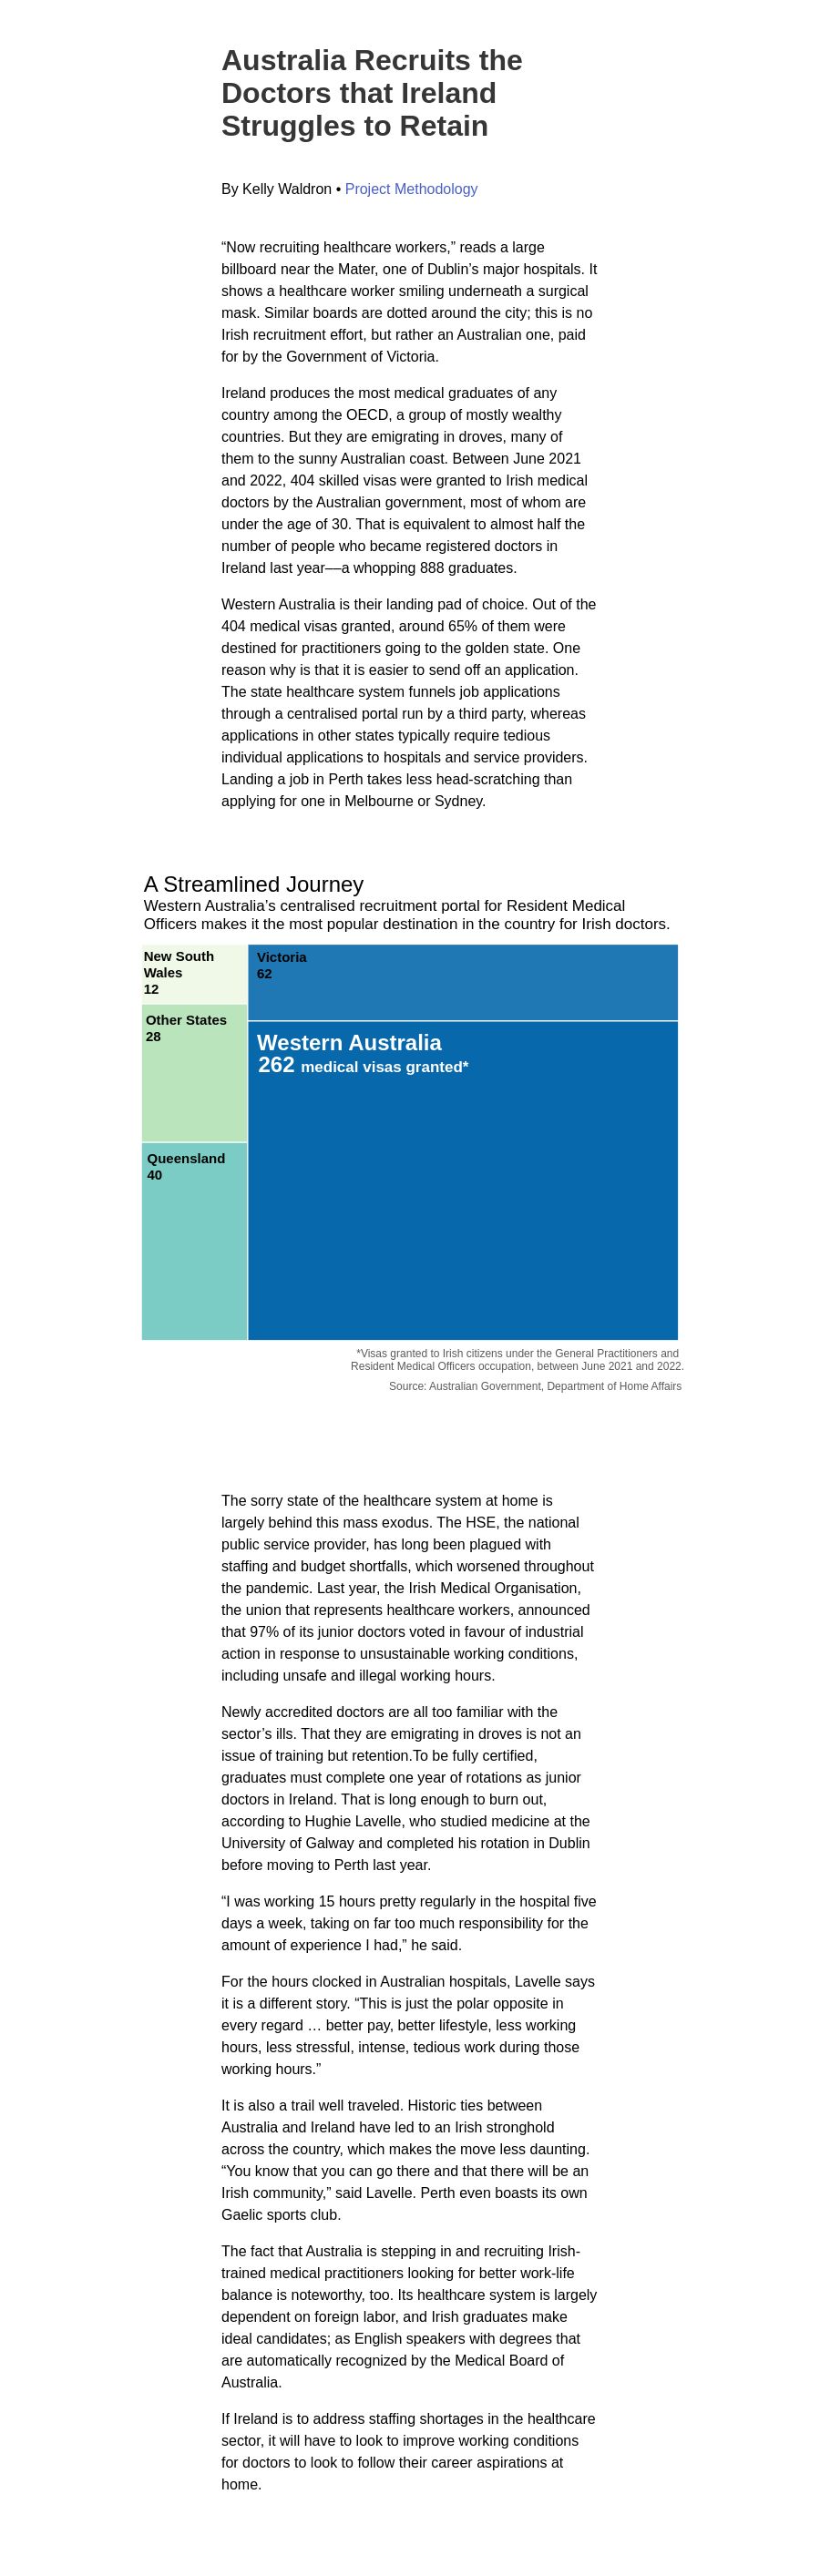 Australia Recruits the
Doctors that Ireland
Struggles to Retain
By Kelly Waldron • Project Methodology
“Now recruiting healthcare workers,” reads a large
billboard near the Mater, one of Dublin’s major hospitals. It
shows a healthcare worker smiling underneath a surgical
mask. Similar boards are dotted around the city; this is no
Irish recruitment effort, but rather an Australian one, paid
for by the Government of Victoria.
Ireland produces the most medical graduates of any
country among the OECD, a group of mostly wealthy
countries. But they are emigrating in droves, many of
them to the sunny Australian coast. Between June 2021
and 2022, 404 skilled visas were granted to Irish medical
doctors by the Australian government, most of whom are
under the age of 30. That is equivalent to almost half the
number of people who became registered doctors in
Ireland last year—a whopping 888 graduates.
Western Australia is their landing pad of choice. Out of the
404 medical visas granted, around 65% of them were
destined for practitioners going to the golden state. One
reason why is that it is easier to send off an application.
The state healthcare system funnels job applications
through a centralised portal run by a third party, whereas
applications in other states typically require tedious
individual applications to hospitals and service providers.
Landing a job in Perth takes less head-scratching than
applying for one in Melbourne or Sydney.
A Streamlined Journey
Western Australia’s centralised recruitment portal for Resident Medical
Officers makes it the most popular destination in the country for Irish doctors.
New South
Wales
12
Victoria
62
Other States
28
Western Australia
262 medical visas granted*
Queensland
40
*Visas granted to Irish citizens under the General Practitioners and
Resident Medical Officers occupation, between June 2021 and 2022.
Source: Australian Government, Department of Home Affairs
The sorry state of the healthcare system at home is
largely behind this mass exodus. The HSE, the national
public service provider, has long been plagued with
staffing and budget shortfalls, which worsened throughout
the pandemic. Last year, the Irish Medical Organisation,
the union that represents healthcare workers, announced
that 97% of its junior doctors voted in favour of industrial
action in response to unsustainable working conditions,
including unsafe and illegal working hours.
Newly accredited doctors are all too familiar with the
sector’s ills. That they are emigrating in droves is not an
issue of training but retention.To be fully certified,
graduates must complete one year of rotations as junior
doctors in Ireland. That is long enough to burn out,
according to Hughie Lavelle, who studied medicine at the
University of Galway and completed his rotation in Dublin
before moving to Perth last year.
“I was working 15 hours pretty regularly in the hospital five
days a week, taking on far too much responsibility for the
amount of experience I had,” he said.
For the hours clocked in Australian hospitals, Lavelle says
it is a different story. “This is just the polar opposite in
every regard … better pay, better lifestyle, less working
hours, less stressful, intense, tedious work during those
working hours.”
It is also a trail well traveled. Historic ties between
Australia and Ireland have led to an Irish stronghold
across the country, which makes the move less daunting.
“You know that you can go there and that there will be an
Irish community,” said Lavelle. Perth even boasts its own
Gaelic sports club.
The fact that Australia is stepping in and recruiting Irish-
trained medical practitioners looking for better work-life
balance is noteworthy, too. Its healthcare system is largely
dependent on foreign labor, and Irish graduates make
ideal candidates; as English speakers with degrees that
are automatically recognized by the Medical Board of
Australia.
If Ireland is to address staffing shortages in the healthcare
sector, it will have to look to improve working conditions
for doctors to look to follow their career aspirations at
home.